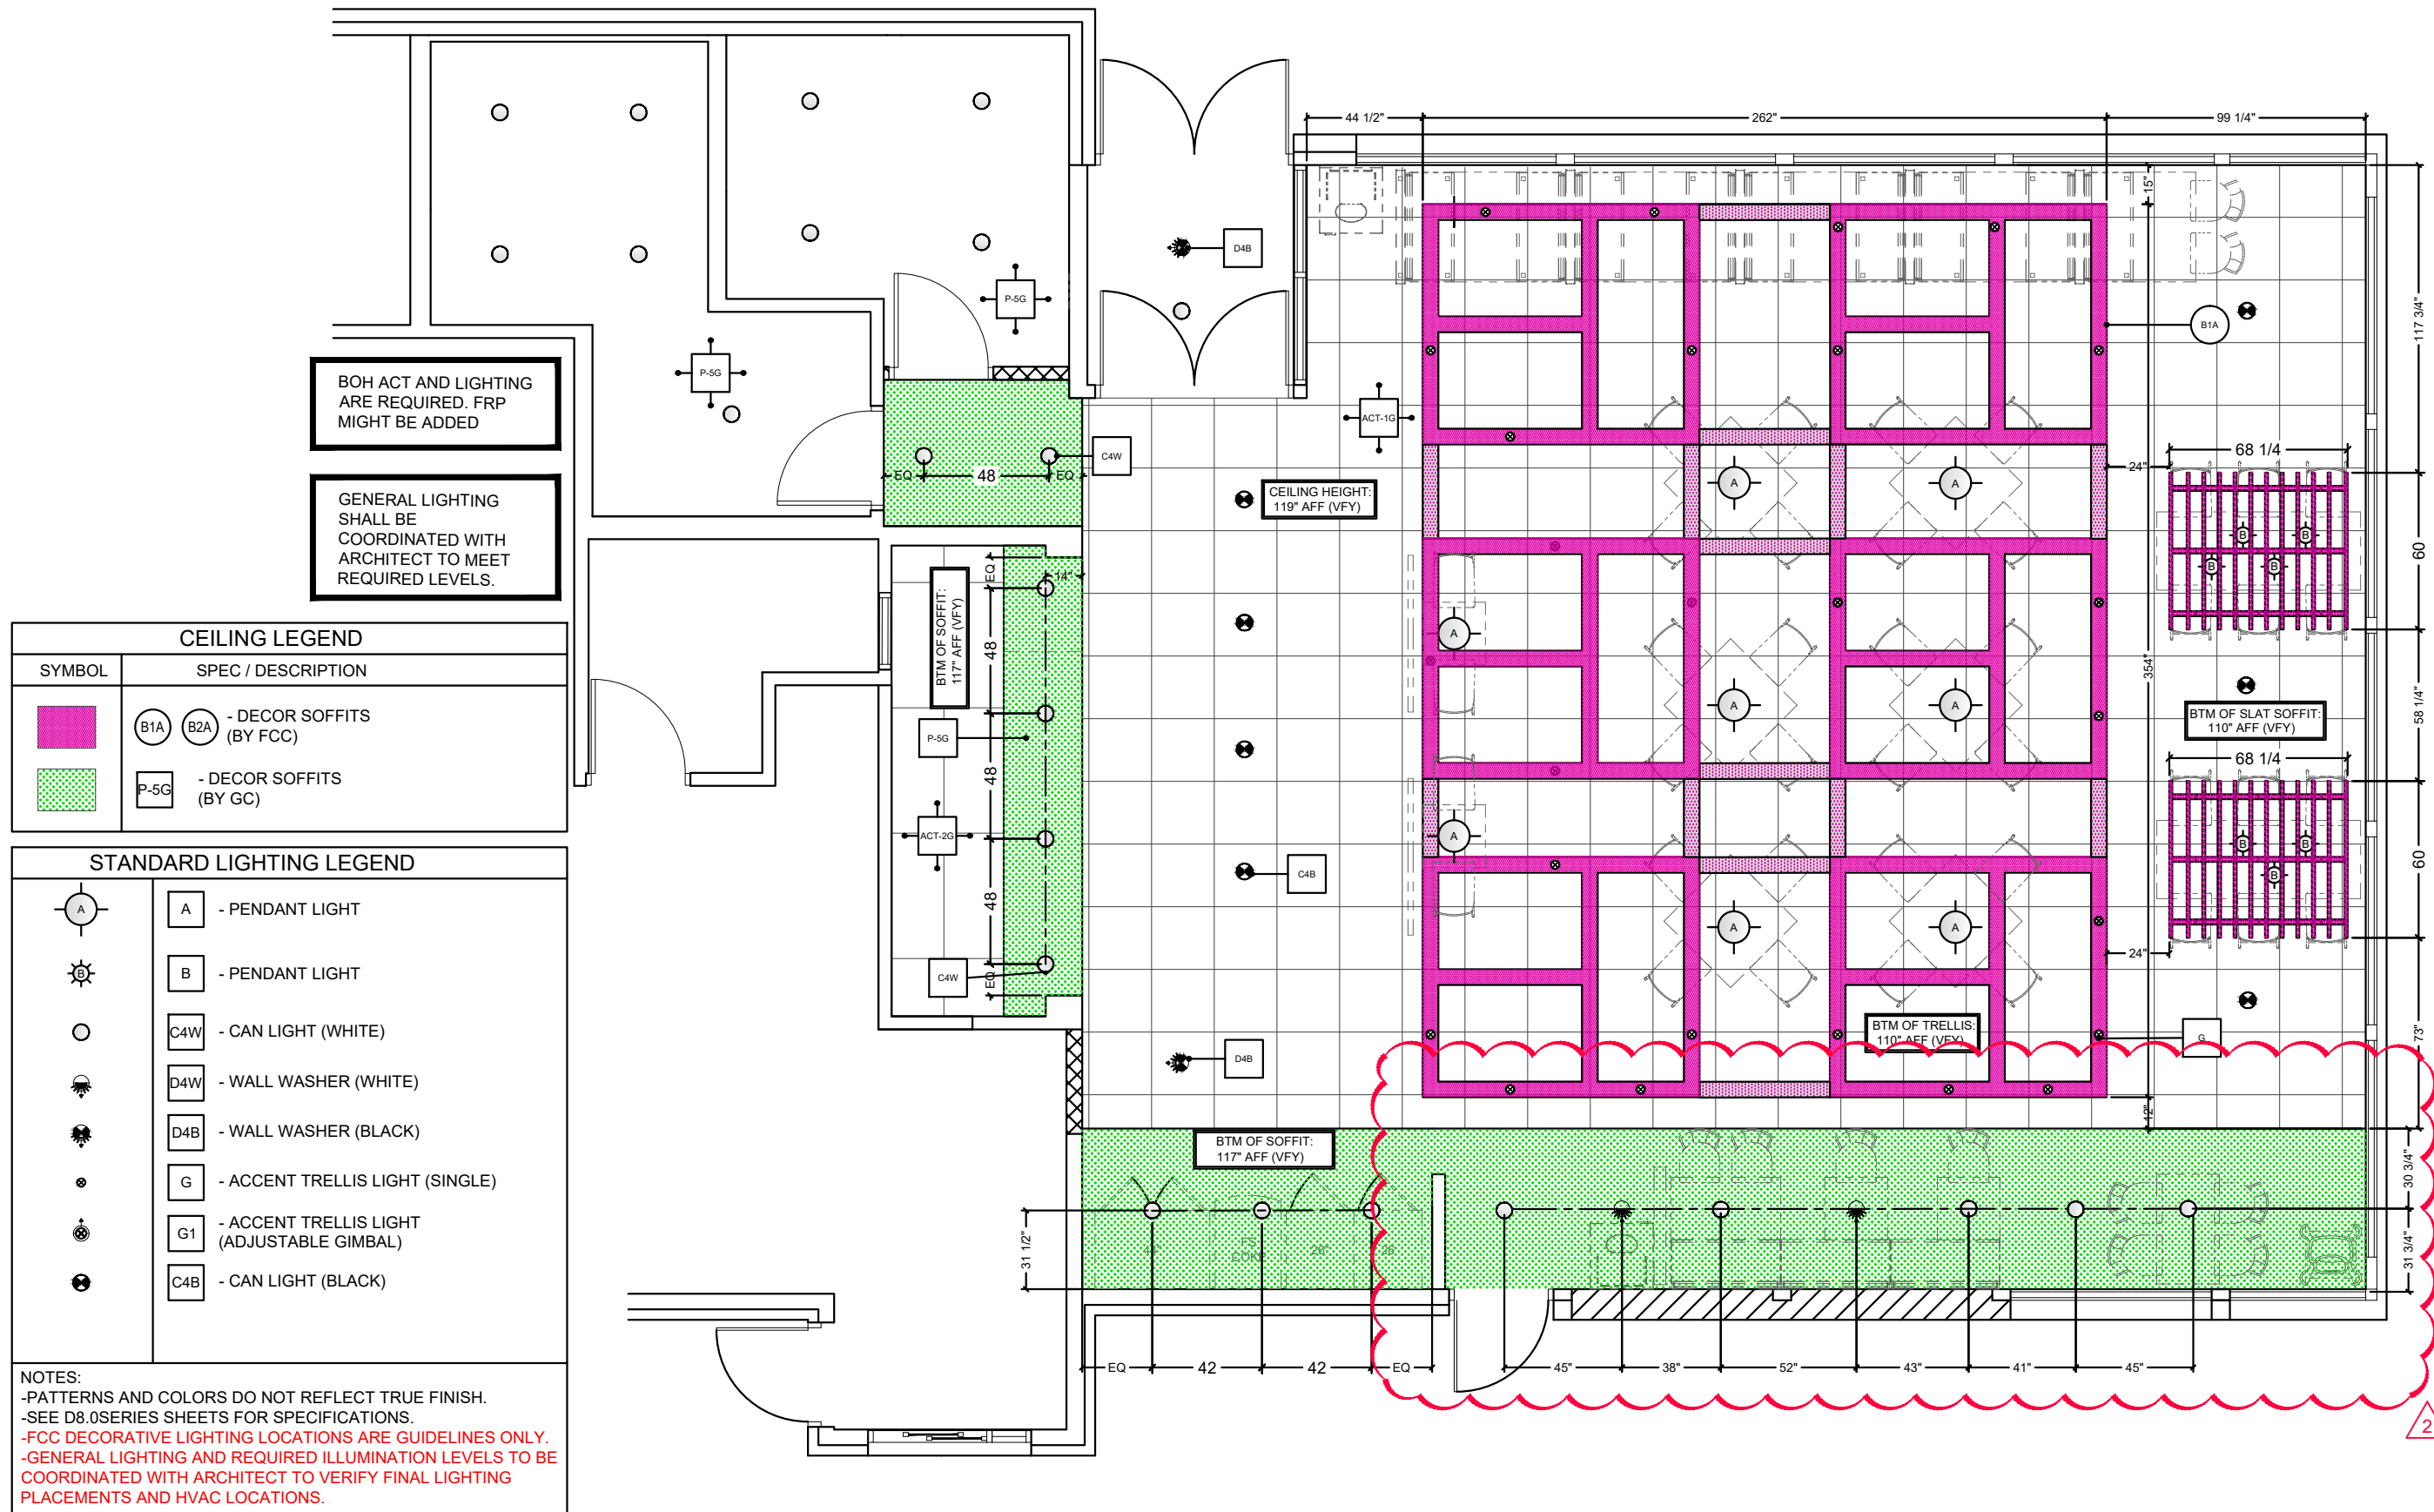 44 1/2"
262"
99 1/4"
15"
117 3/4"
D4B
P-5G
B1A
P-5G
BOH ACT AND LIGHTING
ARE REQUIRED. FRP
MIGHT BE ADDED
ACT-1G
C4W
EQ
48
EQ
68 1/4
24"
GENERAL LIGHTING
SHALL BE
COORDINATED WITH
ARCHITECT TO MEET
REQUIRED LEVELS.
CEILING HEIGHT:
119" AFF (VFY)
A
A
B
B
B
B
60
EQ
14"
BTM OF SOFFIT:
117" AFF (VFY)
48
A
354"
CEILING LEGEND
SYMBOL
SPEC / DESCRIPTION
B1A
B2A
- DECOR SOFFITS
(BY FCC)
P-5G
- DECOR SOFFITS
(BY GC)
A
A
BTM OF SLAT SOFFIT:
110" AFF (VFY)
58 1/4"
P-5G
48
68 1/4
ACT-2G
A
B
B
B
60
C4B
48
STANDARD LIGHTING LEGEND
A
A
- PENDANT LIGHT
B
B
- PENDANT LIGHT
C4W
- CAN LIGHT (WHITE)
D4W
- WALL WASHER (WHITE)
D4B
- WALL WASHER (BLACK)
G
- ACCENT TRELLIS LIGHT (SINGLE)
G1
- ACCENT TRELLIS LIGHT
(ADJUSTABLE GIMBAL)
C4B
- CAN LIGHT (BLACK)
A
A
24"
C4W
EQ
BTM OF TRELLIS:
110" AFF (VFY)
G
73"
D4B
12"
BTM OF SOFFIT:
117" AFF (VFY)
30 3/4"
31 1/2"
FS
COKE
26"
26"
31 3/4"
EQ
42
42
EQ
45"
38"
52"
43"
41"
45"
2
NOTES:
-PATTERNS AND COLORS DO NOT REFLECT TRUE FINISH.
-SEE D8.0SERIES SHEETS FOR SPECIFICATIONS.
-FCC DECORATIVE LIGHTING LOCATIONS ARE GUIDELINES ONLY.
-GENERAL LIGHTING AND REQUIRED ILLUMINATION LEVELS TO BE
COORDINATED WITH ARCHITECT TO VERIFY FINAL LIGHTING
PLACEMENTS AND HVAC LOCATIONS.